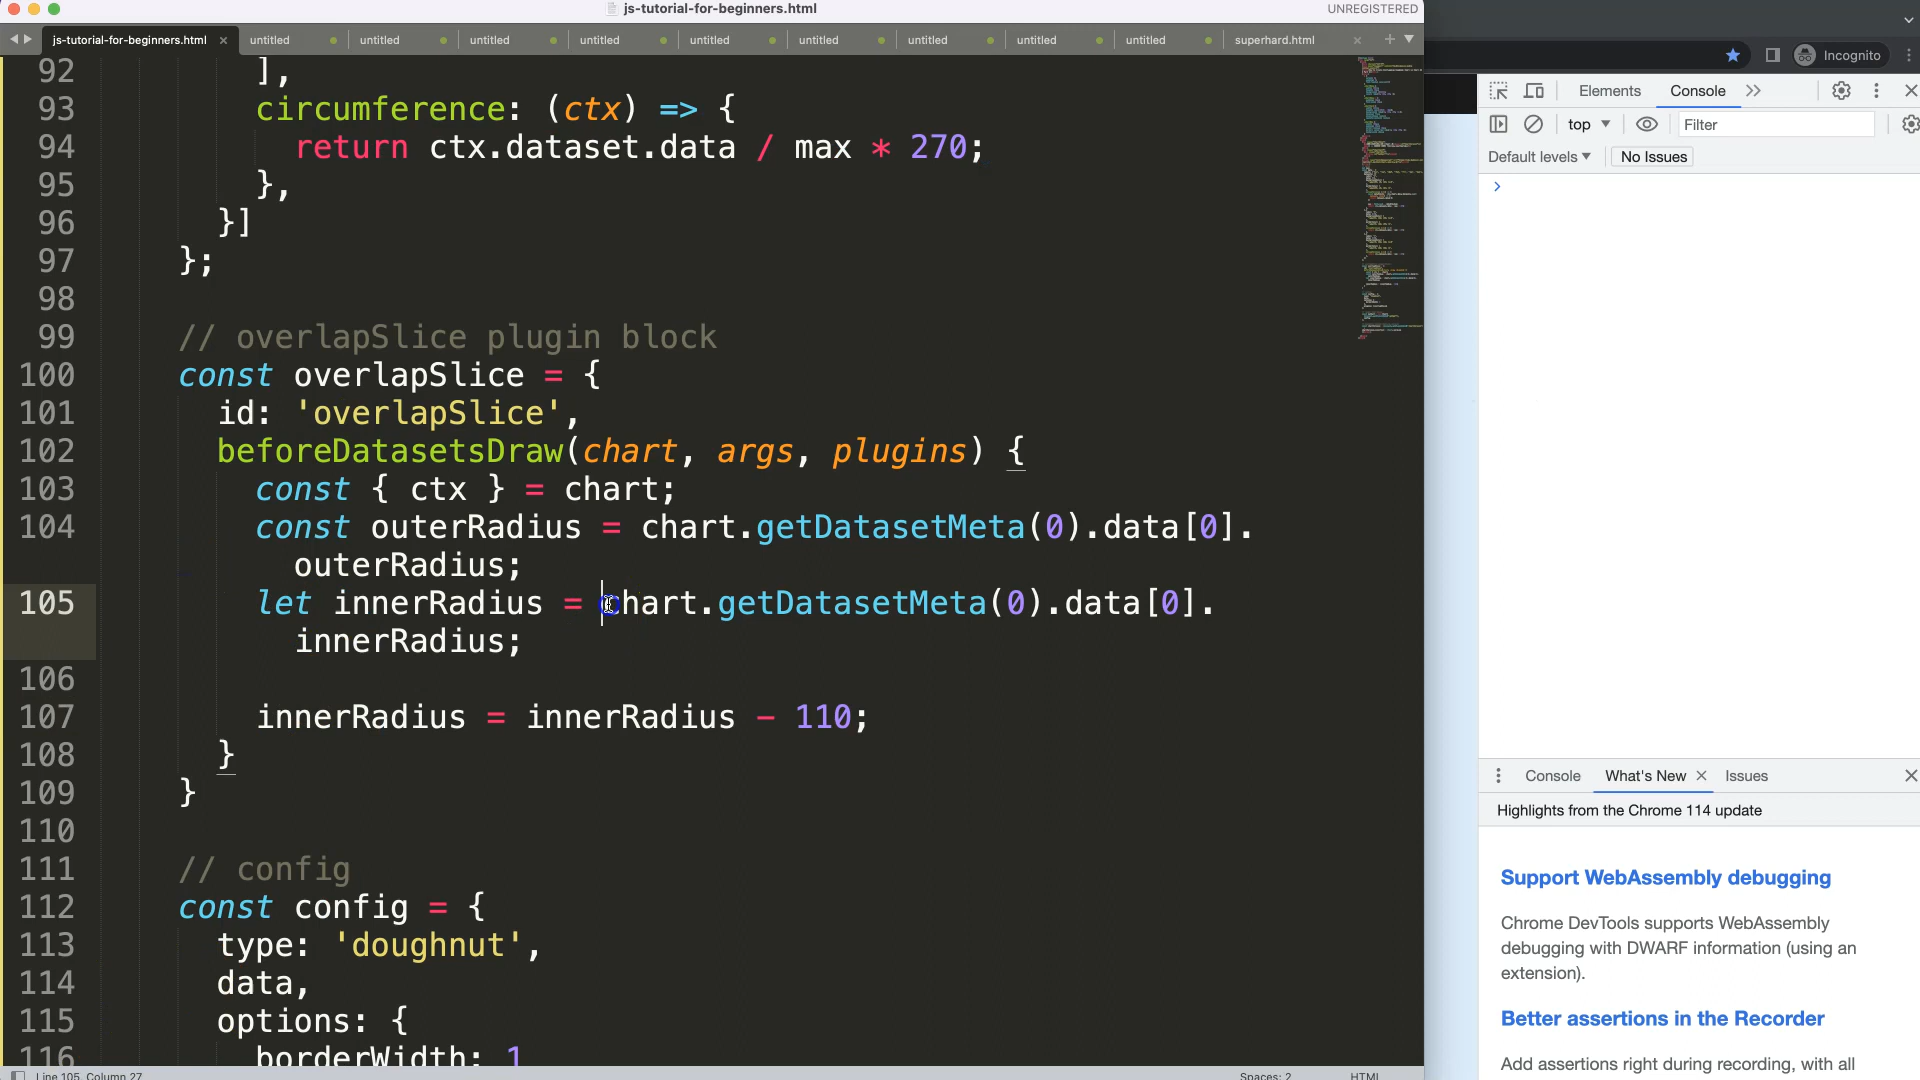 js-tutorial-for-beginners.html
UNREGISTERED
js-tutorial-for-beginners.html × untitled untitled untitled untitled untitled untitled untitled untitled untitled superhard.html × +
Incognito
92 ],
93 circumference: (ctx) => {
94 return ctx.dataset.data / max * 270;
95 },
96 }]
97 };
98
99 // overlapSlice plugin block
100 const overlapSlice = {
101 id: 'overlapSlice',
102 beforeDatasetsDraw(chart, args, plugins) {
103 const { ctx } = chart;
104 const outerRadius = chart.getDatasetMeta(0).data[0].
outerRadius;
105 let innerRadius = chart.getDatasetMeta(0).data[0].
innerRadius;
106
107 innerRadius = innerRadius - 110;
108 }
109 }
110
111 // config
112 const config = {
113 type: 'doughnut',
114 data,
115 options: {
116 borderWidth: 1
Line 105, Column 27
Spaces: 2
HTML
Elements Console
top Filter
Default levels No Issues
Console What's New × Issues
Highlights from the Chrome 114 update
Support WebAssembly debugging
Chrome DevTools supports WebAssembly
debugging with DWARF information (using an
extension).
Better assertions in the Recorder
Add assertions right during recording, with all